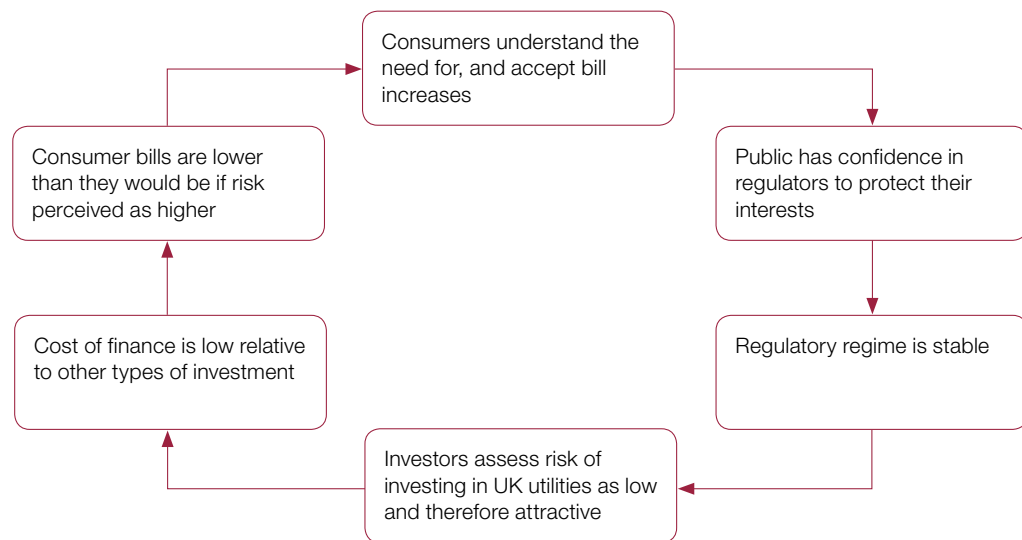 Consumers understand the
need for, and accept bill
increases
Public has confidence in
regulators to protect their
interests
Regulatory regime is stable
Investors assess risk of
investing in UK utilities as low
and therefore attractive
Cost of finance is low relative
to other types of investment
Consumer bills are lower
than they would be if risk
perceived as higher